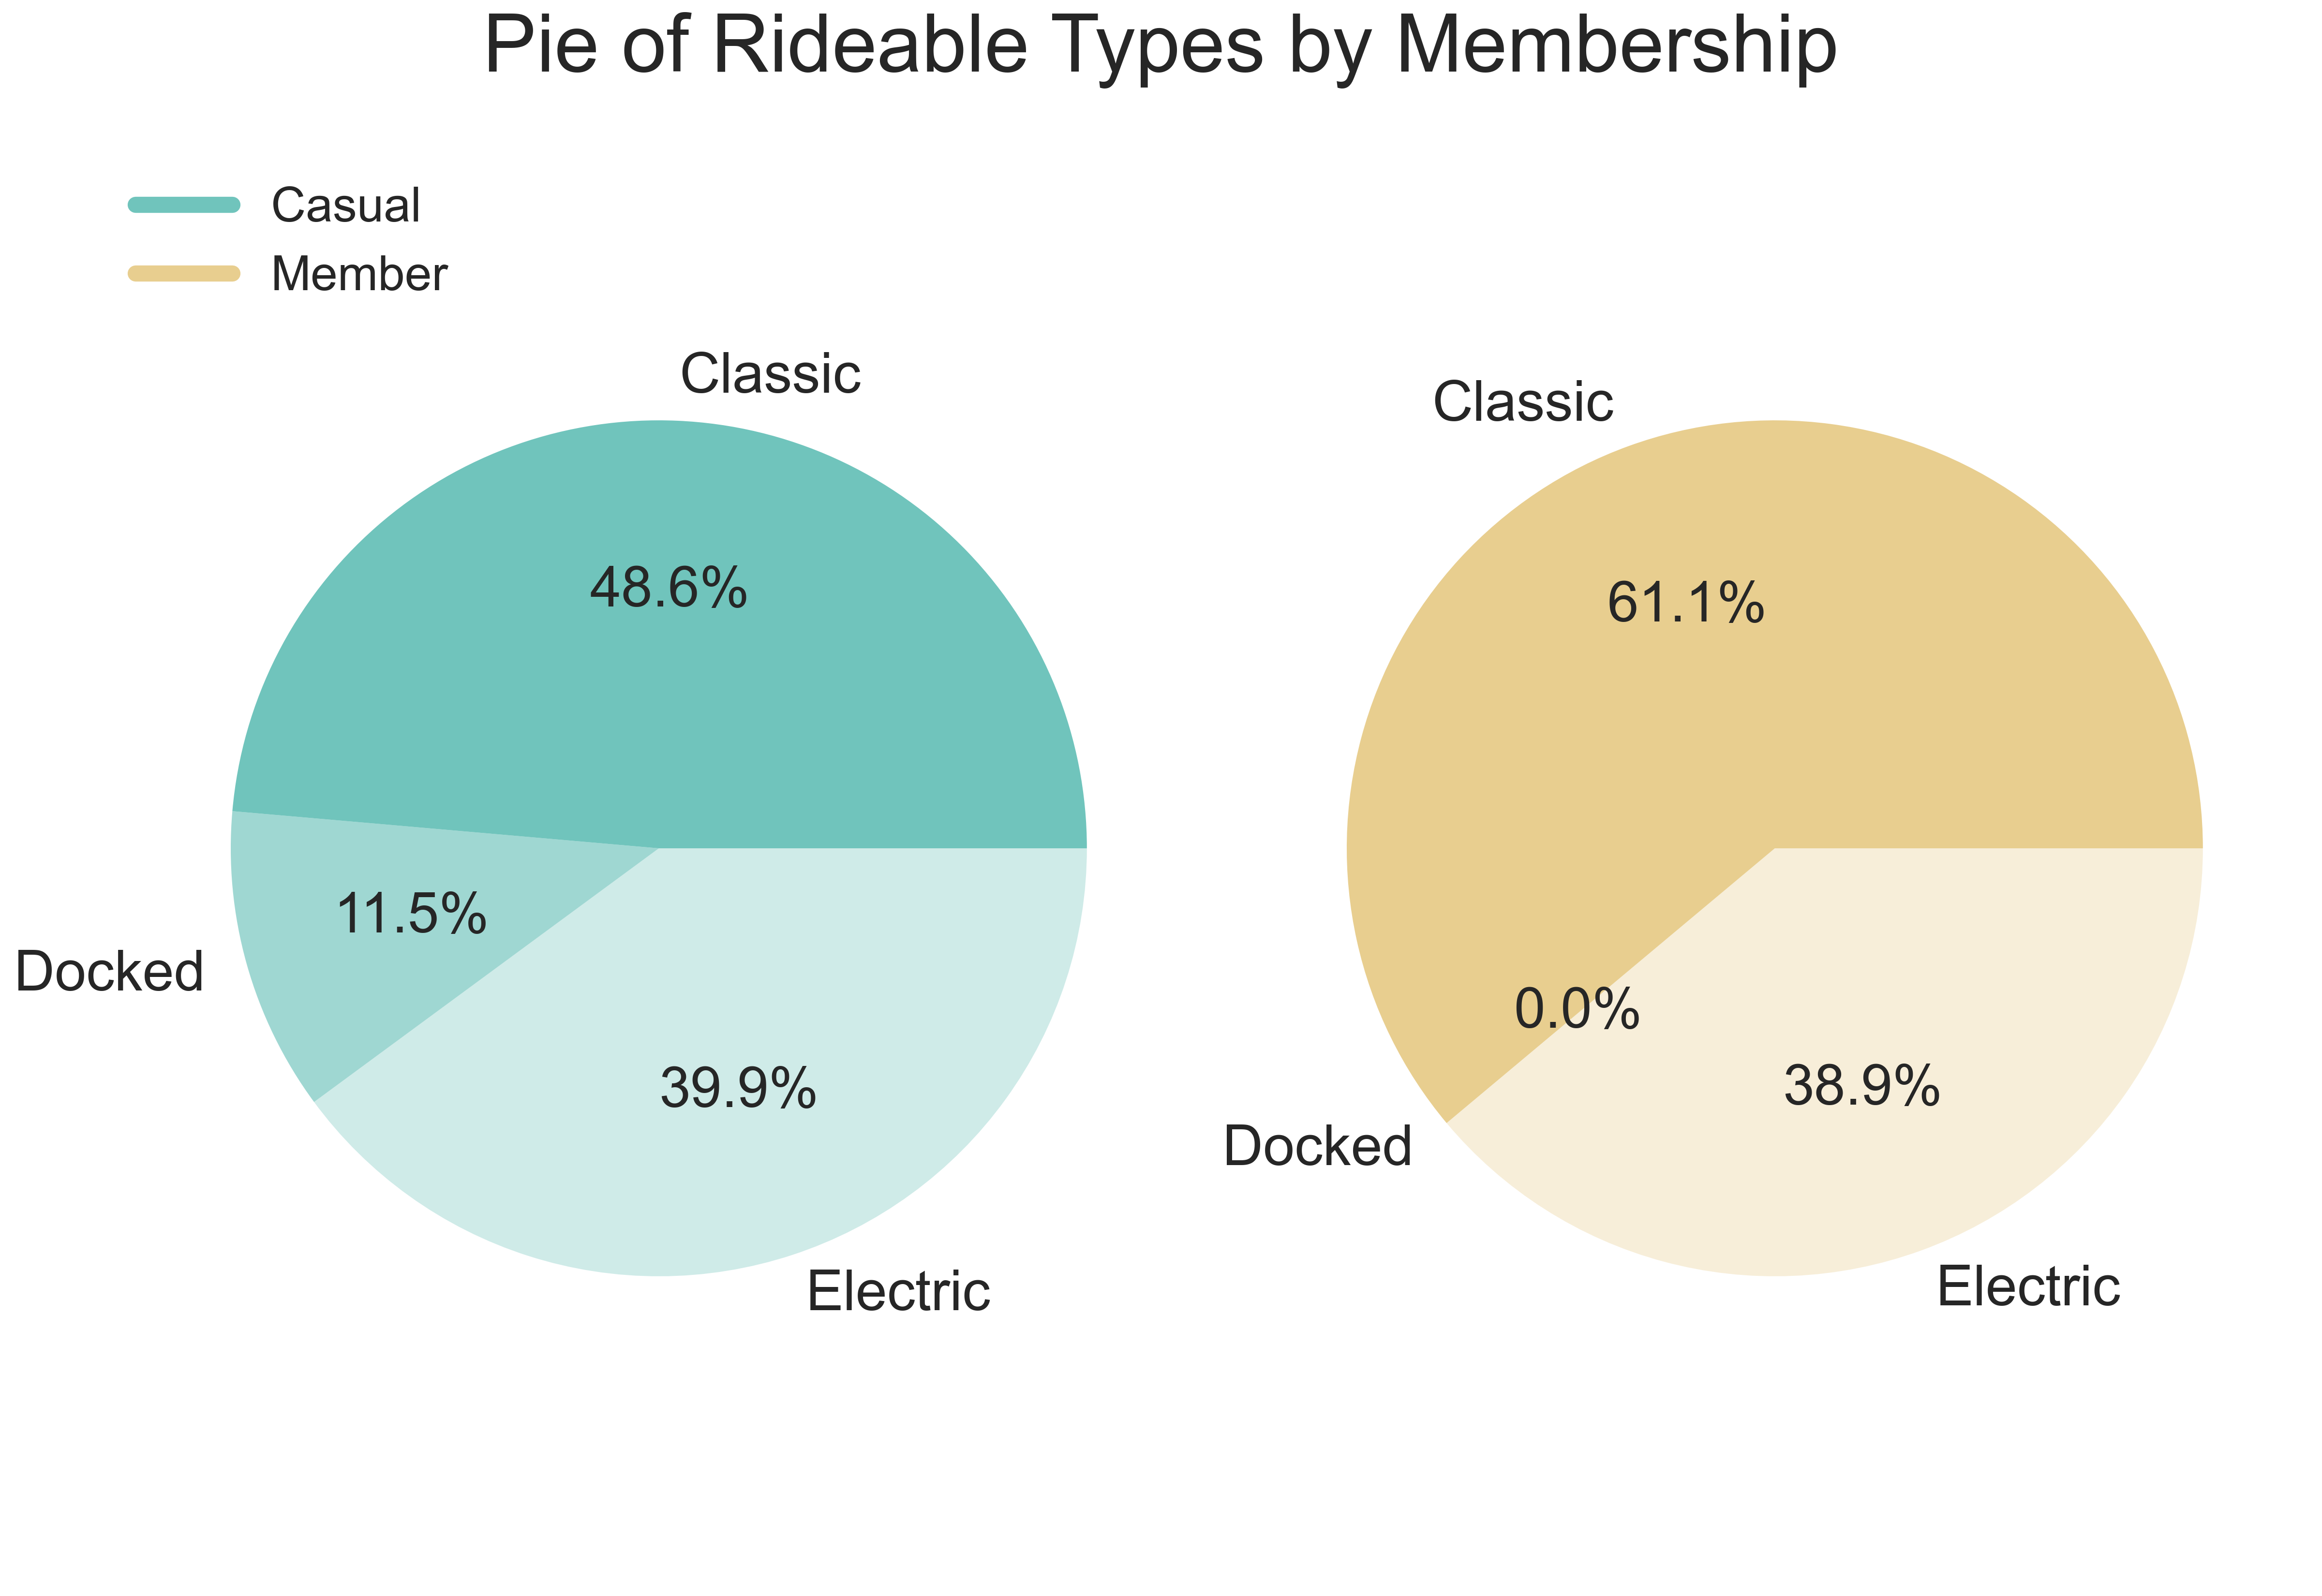 Pie of Rideable Types by Membership
Casual
Member
Classic
48.6%
11.5%
Docked
39.9%
Electric
Classic
61.1%
0.0%
Docked
38.9%
Electric